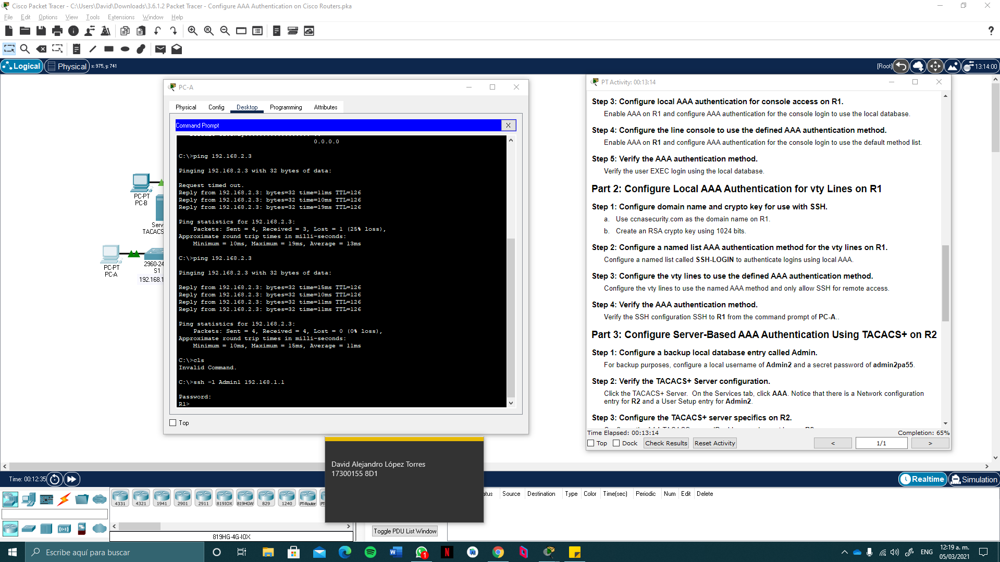 Cisco Packet Tracer - C:\Users\David\Downloads\3.6.1.2 Packet Tracer - Configure AAA Authentication on Cisco Routers.pka
File Edit Options View Tools Extensions Window Help
Logical Physical x: 975, y: 741
[Root] 13:14:00
PC-PT
PC-B
Serv
TACACS
PC-PT
PC-A
2960-24
S1
192.168.1
PC-A
Physical Config Desktop Programming Attributes
Command Prompt X
0.0.0.0
C:\>ping 192.168.2.3
Pinging 192.168.2.3 with 32 bytes of data:
Request timed out.
Reply from 192.168.2.3: bytes=32 time=11ms TTL=126
Reply from 192.168.2.3: bytes=32 time=10ms TTL=126
Reply from 192.168.2.3: bytes=32 time=19ms TTL=126
Ping statistics for 192.168.2.3:
Packets: Sent = 4, Received = 3, Lost = 1 (25% loss),
Approximate round trip times in milli-seconds:
Minimum = 10ms, Maximum = 19ms, Average = 13ms
C:\>ping 192.168.2.3
Pinging 192.168.2.3 with 32 bytes of data:
Reply from 192.168.2.3: bytes=32 time=15ms TTL=126
Reply from 192.168.2.3: bytes=32 time=10ms TTL=126
Reply from 192.168.2.3: bytes=32 time=11ms TTL=126
Reply from 192.168.2.3: bytes=32 time=11ms TTL=126
Ping statistics for 192.168.2.3:
Packets: Sent = 4, Received = 4, Lost = 0 (0% loss),
Approximate round trip times in milli-seconds:
Minimum = 10ms, Maximum = 15ms, Average = 11ms
C:\>cls
Invalid Command.
C:\>ssh -l Admin1 192.168.1.1
Password:
R1>
Top
PT Activity: 00:13:14
Step 3: Configure local AAA authentication for console access on R1.
Enable AAA on R1 and configure AAA authentication for the console login to use the local database.
Step 4: Configure the line console to use the defined AAA authentication method.
Enable AAA on R1 and configure AAA authentication for the console login to use the default method list.
Step 5: Verify the AAA authentication method.
Verify the user EXEC login using the local database.
Part 2: Configure Local AAA Authentication for vty Lines on R1
Step 1: Configure domain name and crypto key for use with SSH.
a. Use ccnasecurity.com as the domain name on R1.
b. Create an RSA crypto key using 1024 bits.
Step 2: Configure a named list AAA authentication method for the vty lines on R1.
Configure a named list called SSH-LOGIN to authenticate logins using local AAA.
Step 3: Configure the vty lines to use the defined AAA authentication method.
Configure the vty lines to use the named AAA method and only allow SSH for remote access.
Step 4: Verify the AAA authentication method.
Verify the SSH configuration SSH to R1 from the command prompt of PC-A..
Part 3: Configure Server-Based AAA Authentication Using TACACS+ on R2
Step 1: Configure a backup local database entry called Admin.
For backup purposes, configure a local username of Admin2 and a secret password of admin2pa55.
Step 2: Verify the TACACS+ Server configuration.
Click the TACACS+ Server. On the Services tab, click AAA. Notice that there is a Network configuration
entry for R2 and a User Setup entry for Admin2.
Step 3: Configure the TACACS+ server specifics on R2.
Time Elapsed: 00:13:14 Completion: 65%
Top Dock Check Results Reset Activity < 1/1 >
David Alejandro López Torres
17300155 8D1
Time: 00:12:35 Realtime Simulation
4331 4321 1941 2901 2911 819IOX 819HGW 829 1240 PT-Router PT-
atus Source Destination Type Color Time(sec) Periodic Num Edit Delete
819HG-4G-IOX
Toggle PDU List Window
Escribe aquí para buscar
1
ENG
12:19 a. m.
05/03/2021